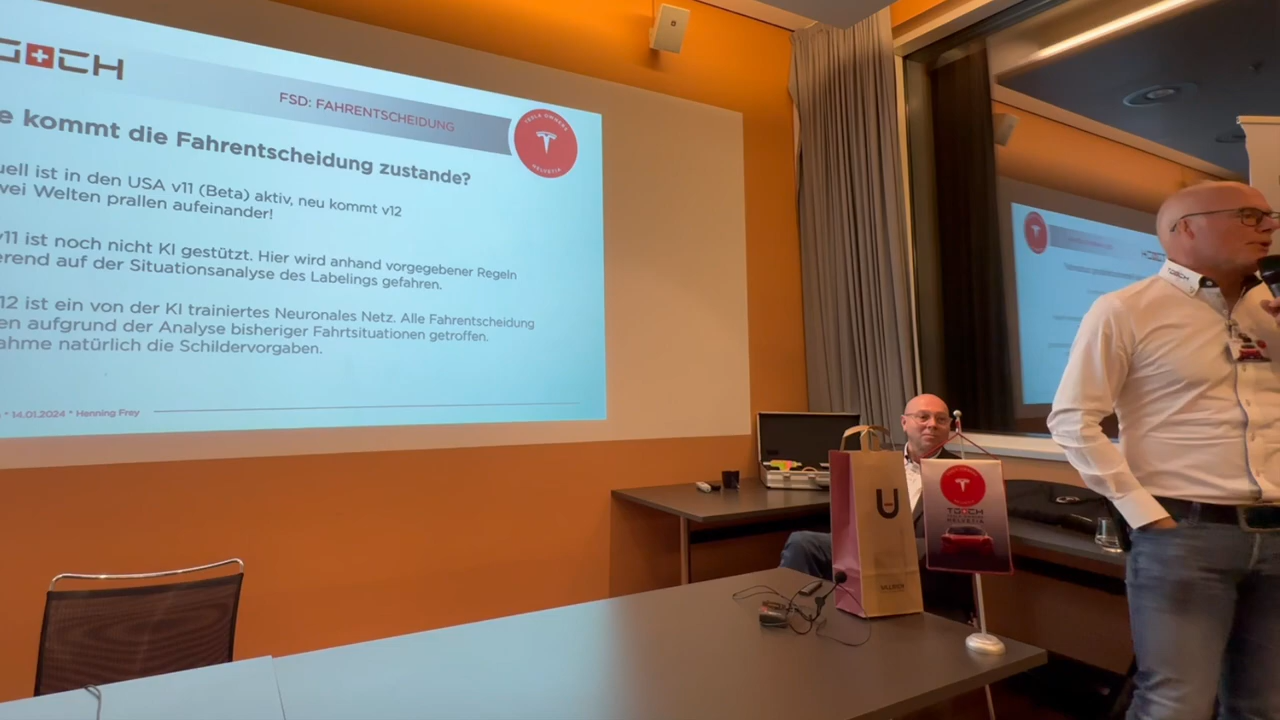 FSD: FAHRENTSCHEIDUNG
TESLA OWNERS
HELVETIA
e kommt die Fahrentscheidung zustande?
uell ist in den USA v11 (Beta) aktiv, neu kommt v12
wei Welten prallen aufeinander!
v11 ist noch nicht KI gestützt. Hier wird anhand vorgegebener Regeln
erend auf der Situationsanalyse des Labelings gefahren.
12 ist ein von der KI trainiertes Neuronales Netz. Alle Fahrentscheidung
en aufgrund der Analyse bisheriger Fahrtsituationen getroffen.
ahme natürlich die Schildervorgaben.
* 14.01.2024 * Henning Frey
U
HELVETIA